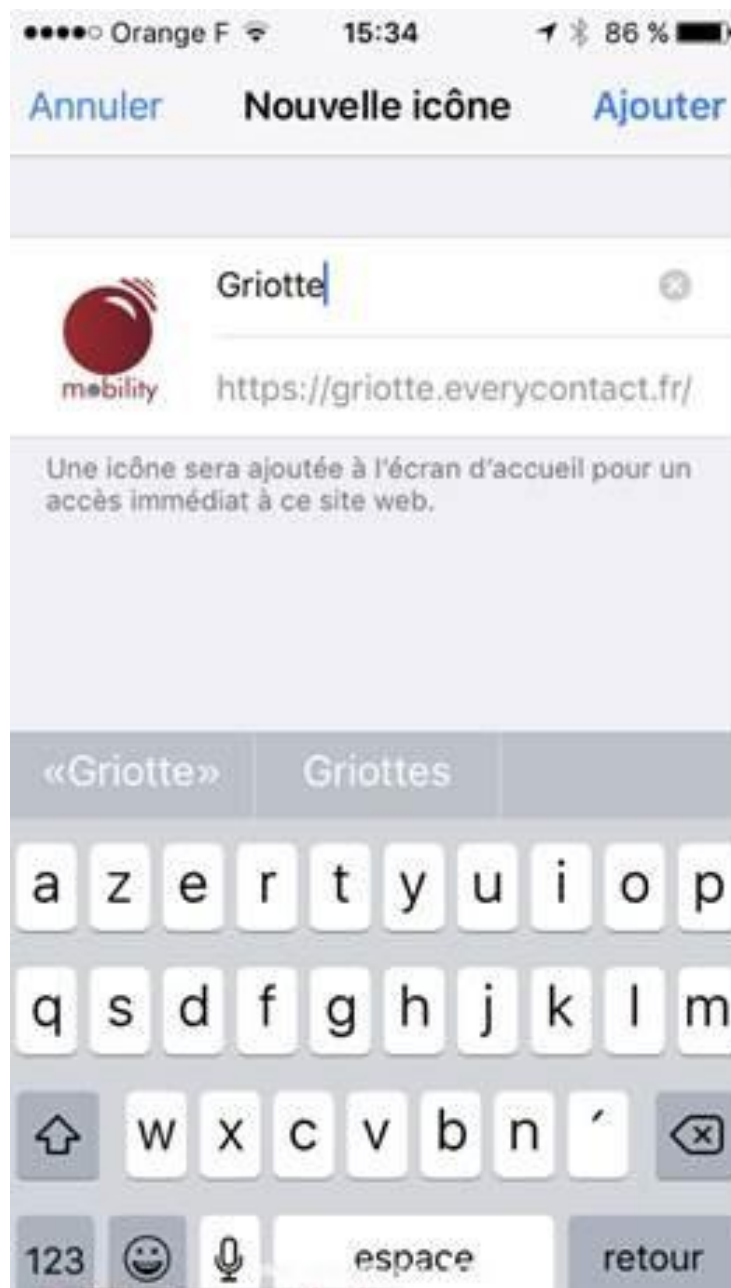 Orange F 15:34 86 %
Annuler Nouvelle icône Ajouter
Griotte
mobility
https://griotte.everycontact.fr/
Une icône sera ajoutée à l'écran d'accueil pour un
accès immédiat à ce site web.
«Griotte» Griottes
a z e r t y u i o p
q s d f g h j k l m
w x c v b n ´
123 espace retour